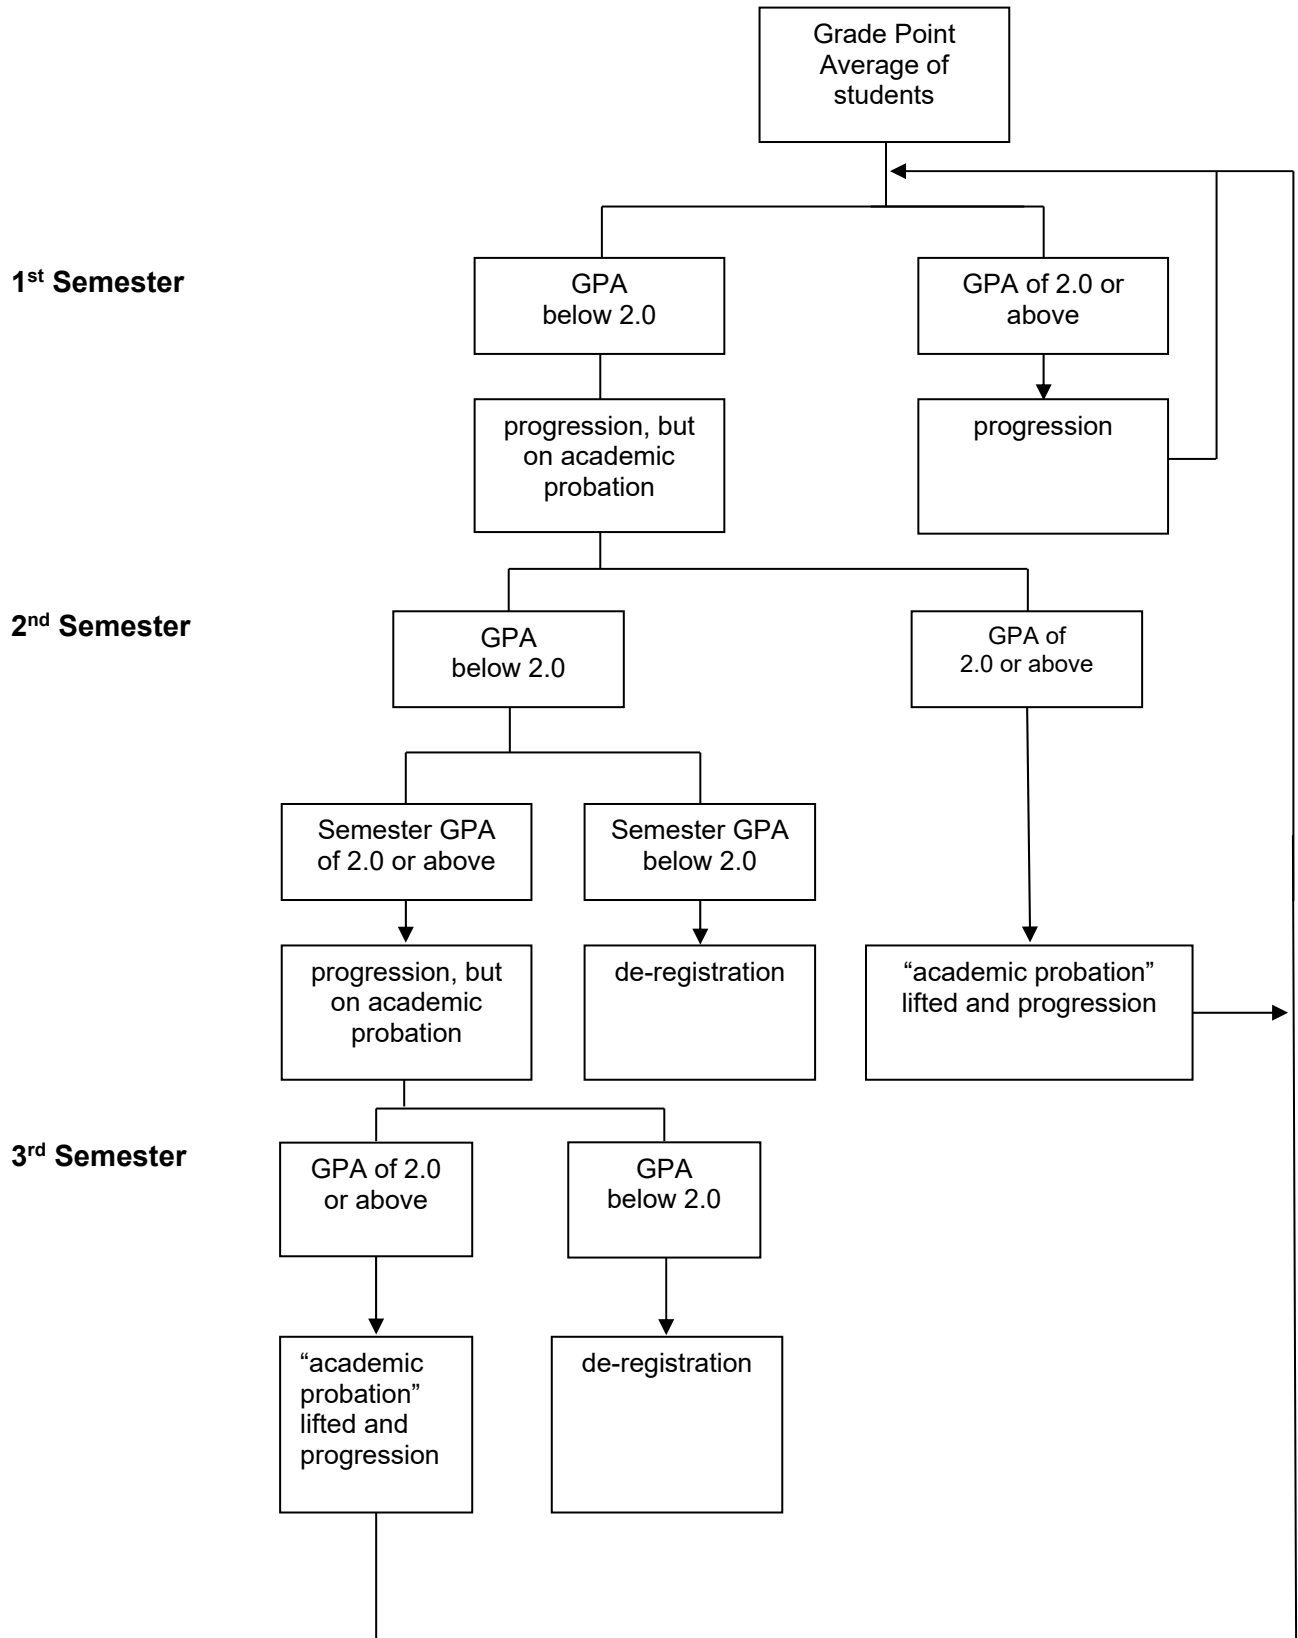 Grade Point
Average of
students
1st Semester
GPA
below 2.0
GPA of 2.0 or
above
progression, but
on academic
probation
progression
2nd Semester
GPA
below 2.0
GPA of
2.0 or above
Semester GPA
of 2.0 or above
Semester GPA
below 2.0
progression, but
on academic
probation
de-registration
“academic probation”
lifted and progression
3rd Semester
GPA of 2.0
or above
GPA
below 2.0
“academic
probation”
lifted and
progression
de-registration